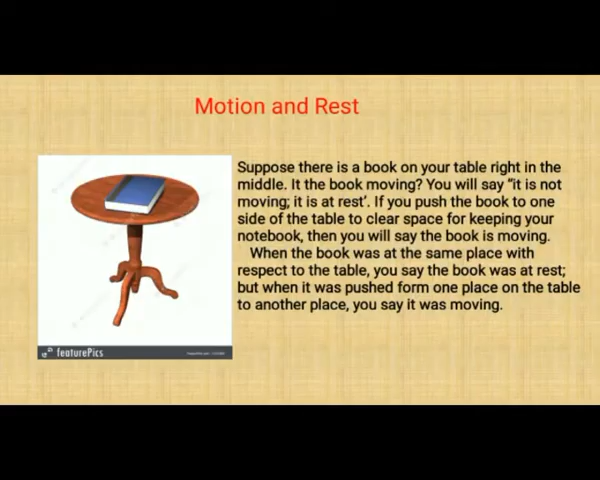 Motion and Rest
Suppose there is a book on your table right in the
middle. It the book moving? You will say “it is not
moving; it is at rest’. If you push the book to one
side of the table to clear space for keeping your
notebook, then you will say the book is moving.
When the book was at the same place with
respect to the table, you say the book was at rest;
but when it was pushed form one place on the table
to another place, you say it was moving.
featurePics